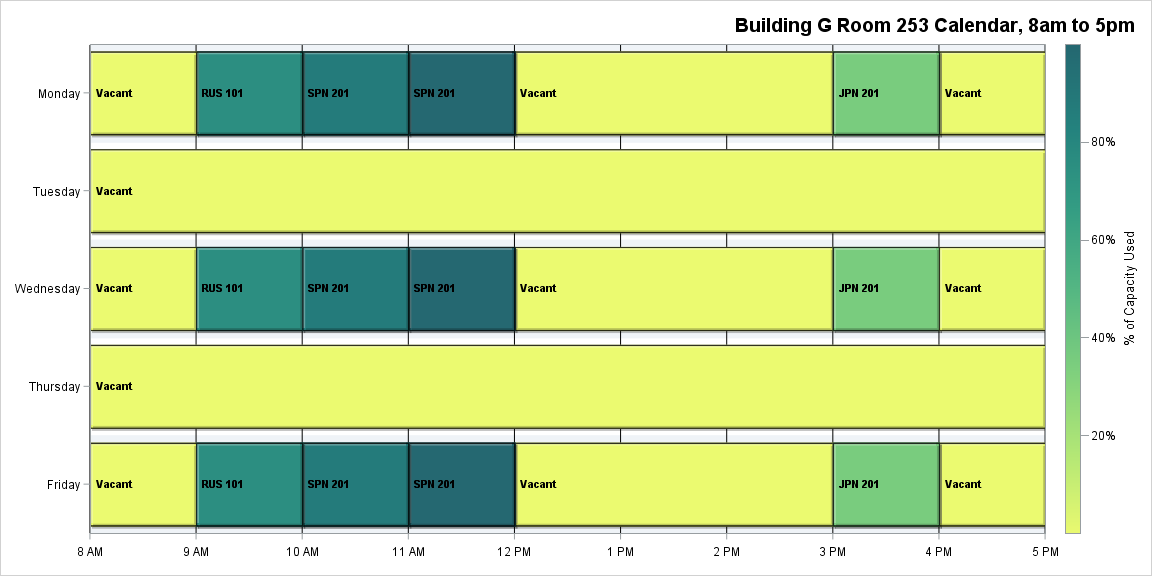 Building G Room 253 Calendar, 8am to 5pm
Monday
Vacant
RUS 101
SPN 201
SPN 201
Vacant
JPN 201
Vacant
Tuesday
Vacant
Wednesday
Vacant
RUS 101
SPN 201
SPN 201
Vacant
JPN 201
Vacant
Thursday
Vacant
Friday
Vacant
RUS 101
SPN 201
SPN 201
Vacant
JPN 201
Vacant
8 AM
9 AM
10 AM
11 AM
12 PM
1 PM
2 PM
3 PM
4 PM
5 PM
80%
60%
40%
20%
% of Capacity Used